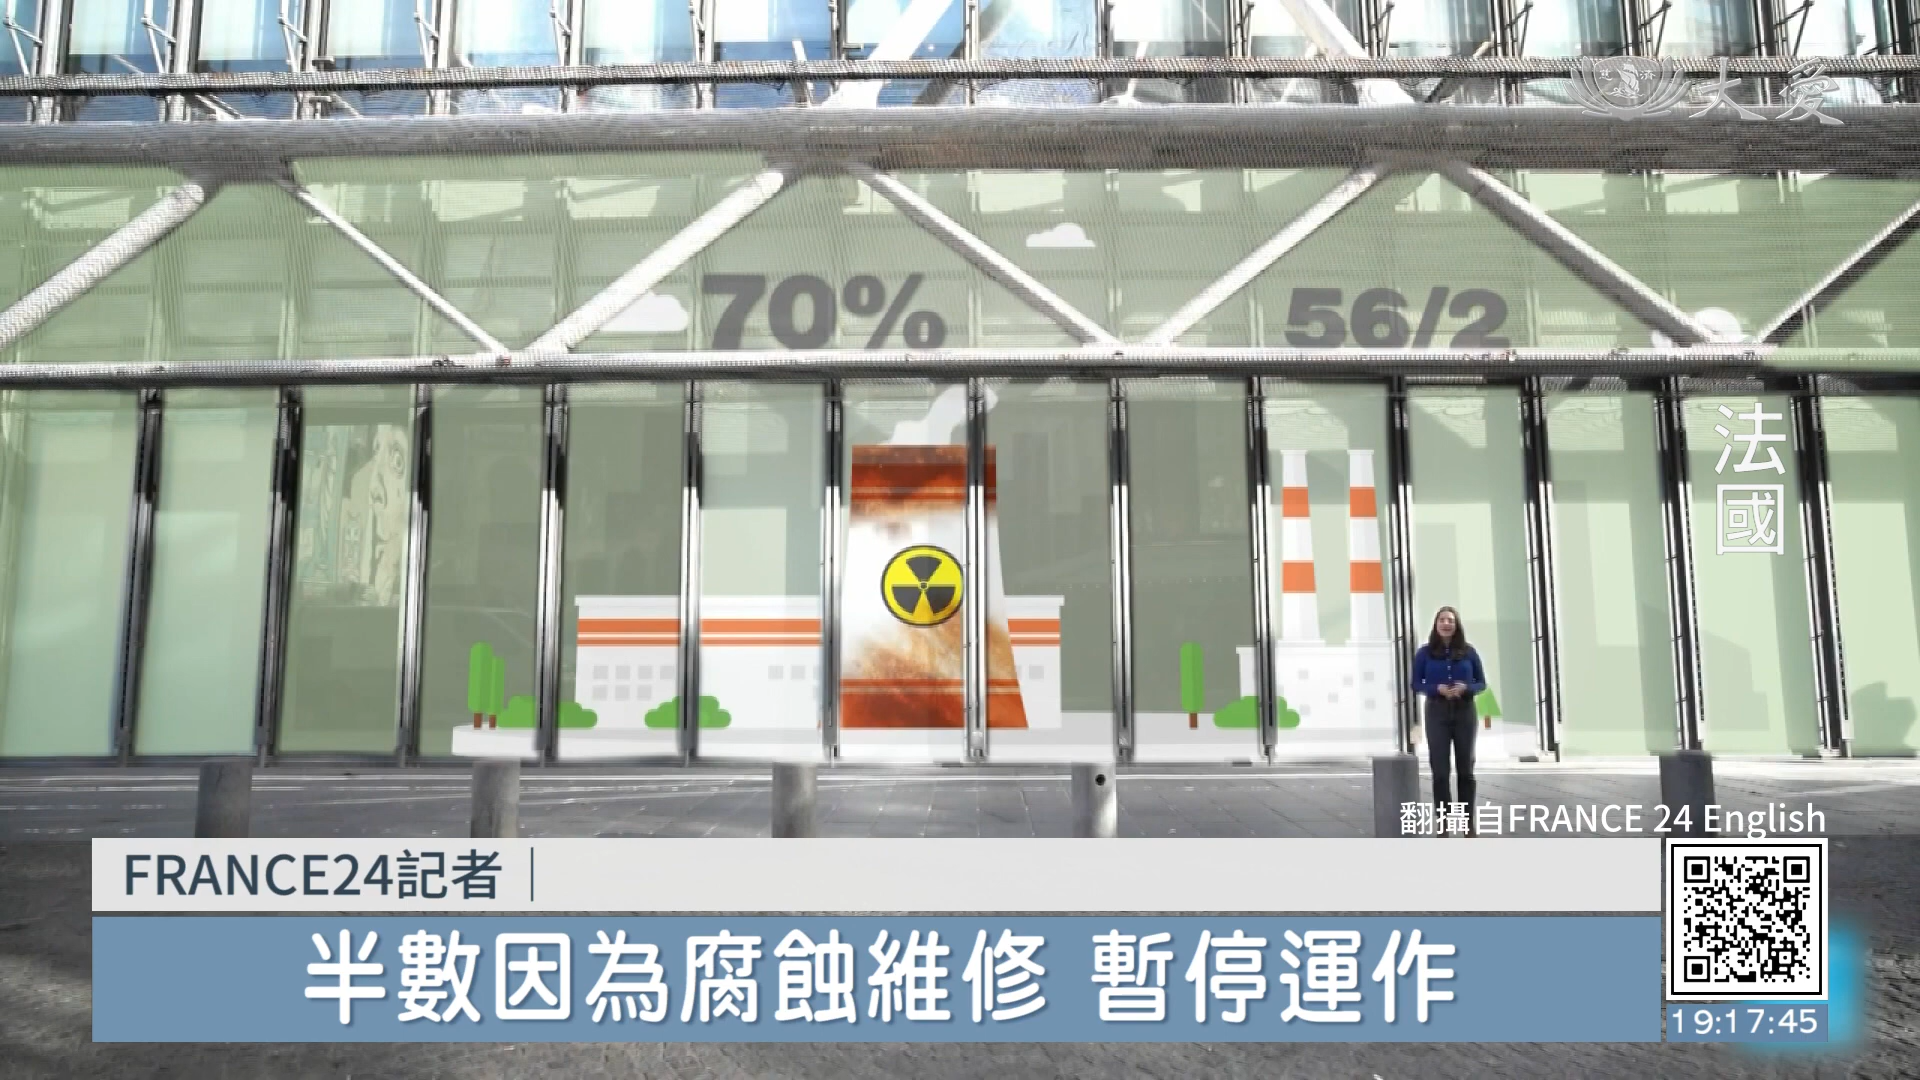 慈濟
大愛
70%
56/2
法國
翻攝自FRANCE 24 English
FRANCE24記者
半數因為腐蝕維修 暫停運作
19:17:45